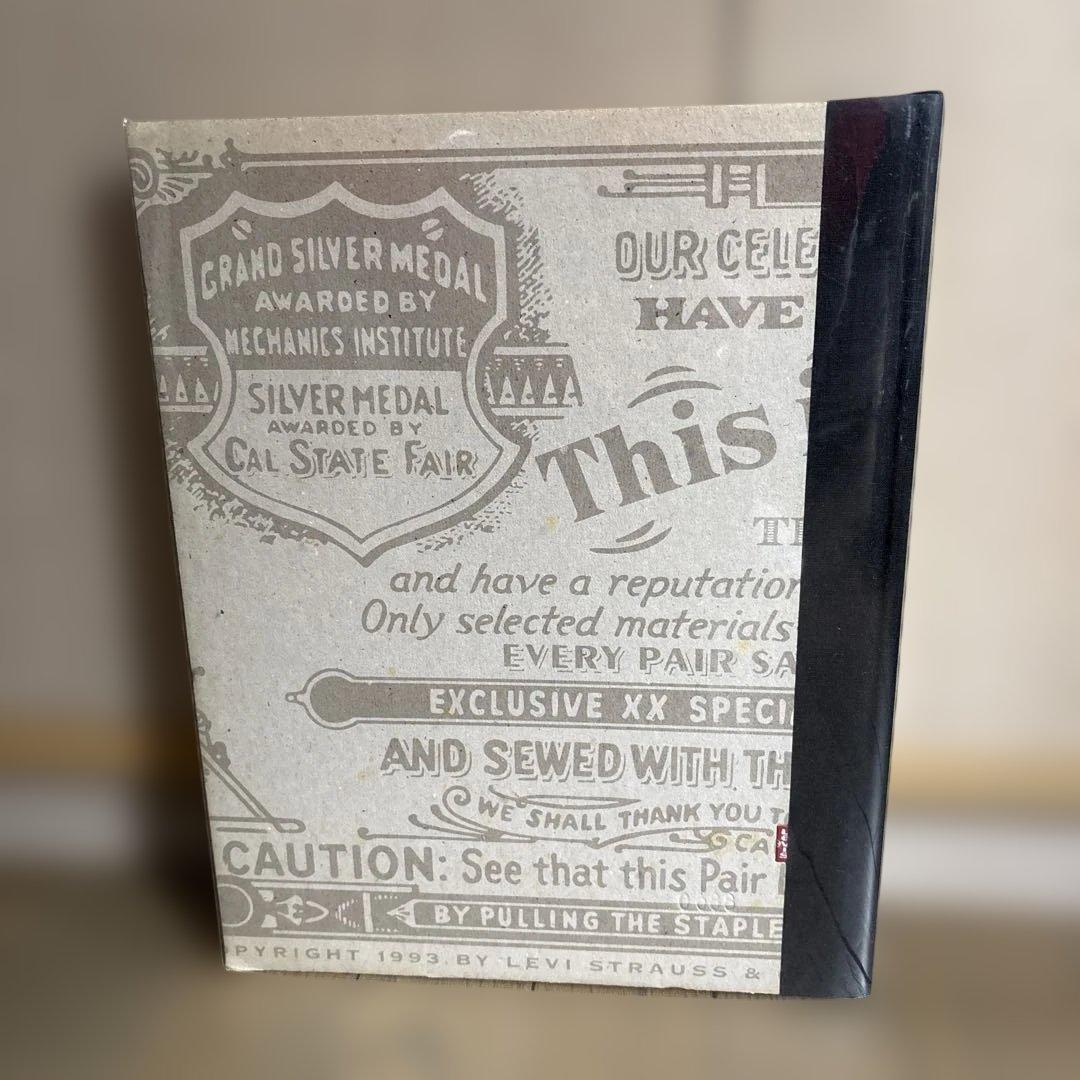 GRAND SILVER MEDAL
AWARDED BY
MECHANICS INSTITUTE
SILVER MEDAL
AWARDED BY
CAL STATE FAIR
OUR CELE
HAVE
This
and have a reputation
Only selected materials
EVERY PAIR SA
EXCLUSIVE XX SPECI
AND SEWED WITH TH
WE SHALL THANK YOU T
CA
CAUTION: See that this Pair
BY PULLING THE STAPLE
OPYRIGHT 1993 BY LEVI STRAUSS &